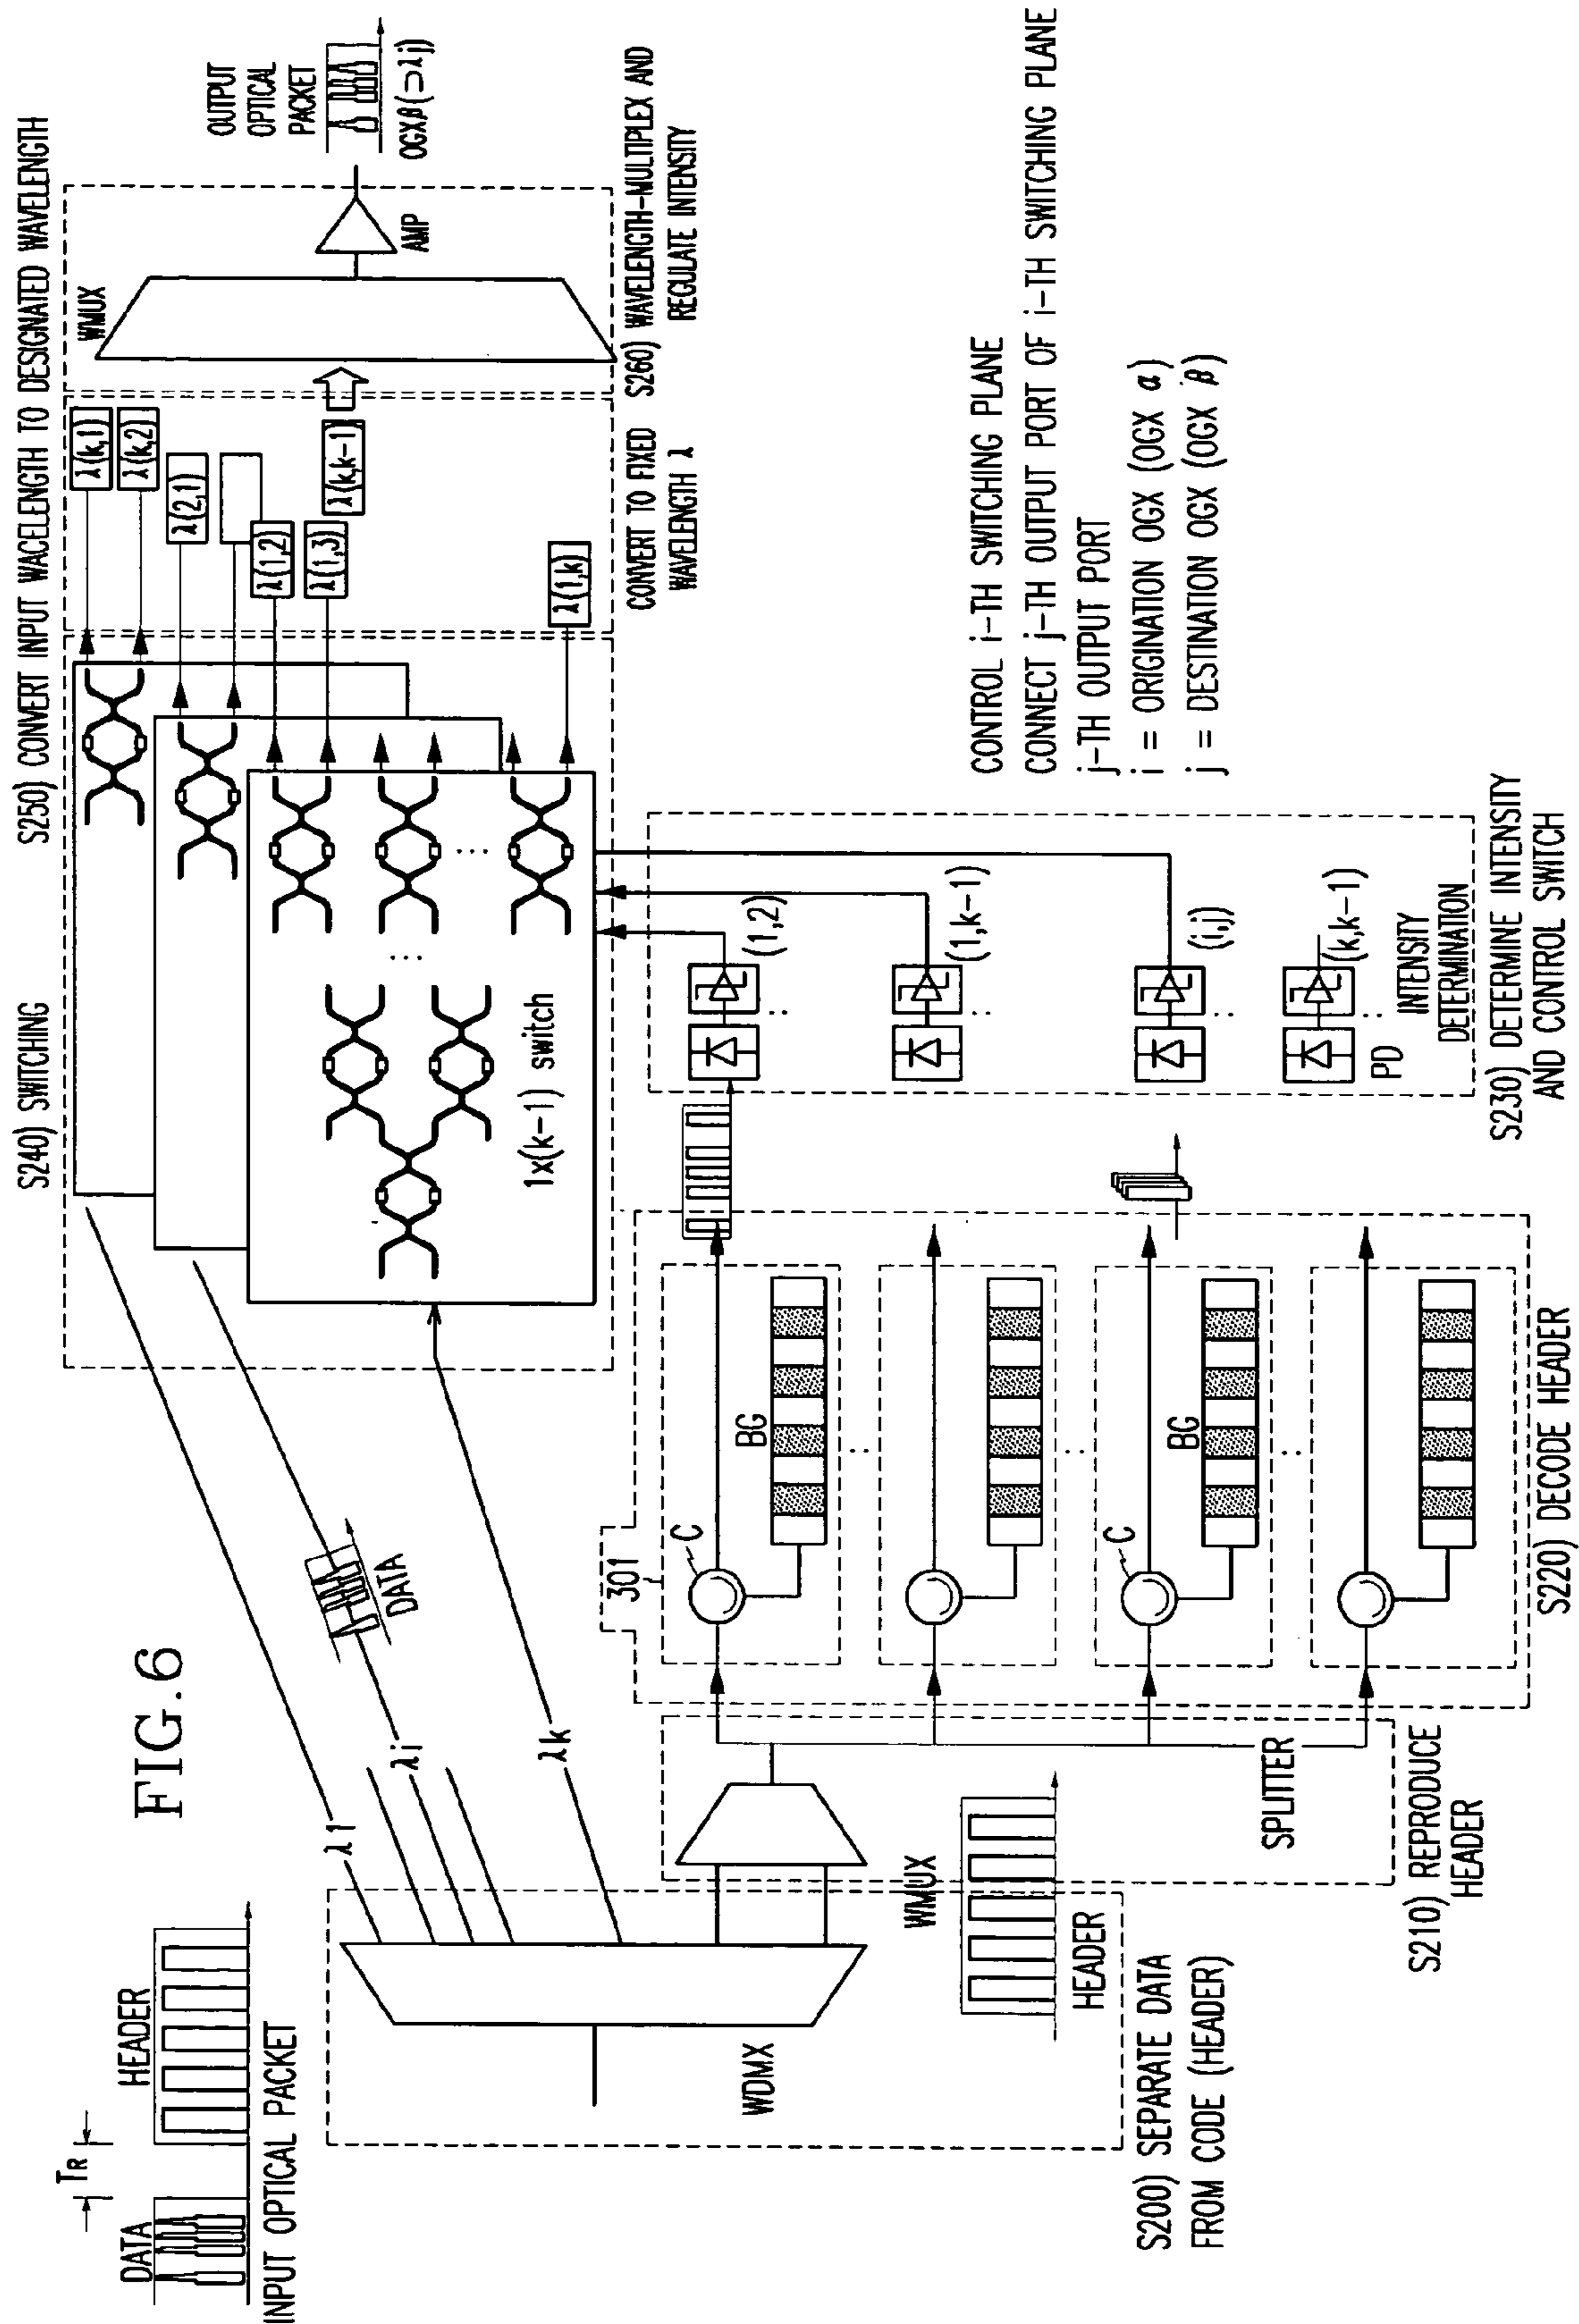 FIG.6
DATA
TR
HEADER
INPUT OPTICAL PACKET
WDMX
S200) SEPARATE DATA
FROM CODE (HEADER)
HEADER
WMUX
S210) REPRODUCE
HEADER
SPLITTER
λ1
λi
λk
DATA
301
C
BG
C
BG
S220) DECODE HEADER
S240) SWITCHING
1x(k-1) switch
...
...
(1,2)
(1,k-1)
(i,j)
(k,k-1)
PD
INTENSITY
DETERMINATION
S230) DETERMINE INTENSITY
AND CONTROL SWITCH
S250) CONVERT INPUT WACELENGTH TO DESIGNATED WAVELENGTH
λ(k,1)
λ(k,2)
λ(2,1)
λ(1,2)
λ(1,3)
λ(k,k-1)
λ(1,k)
CONVERT TO FIXED
WAVELENGTH λ
WMUX
AMP
S260) WAVELENGTH-MULTIPLEX AND
REGULATE INTENSITY
OUTPUT
OPTICAL
PACKET
OGXβ(⊃λj)
CONTROL i-TH SWITCHING PLANE
CONNECT j-TH OUTPUT PORT OF i-TH SWITCHING PLANE
j-TH OUTPUT PORT
i = ORIGINATION OGX (OGX α)
j = DESTINATION OGX (OGX β)